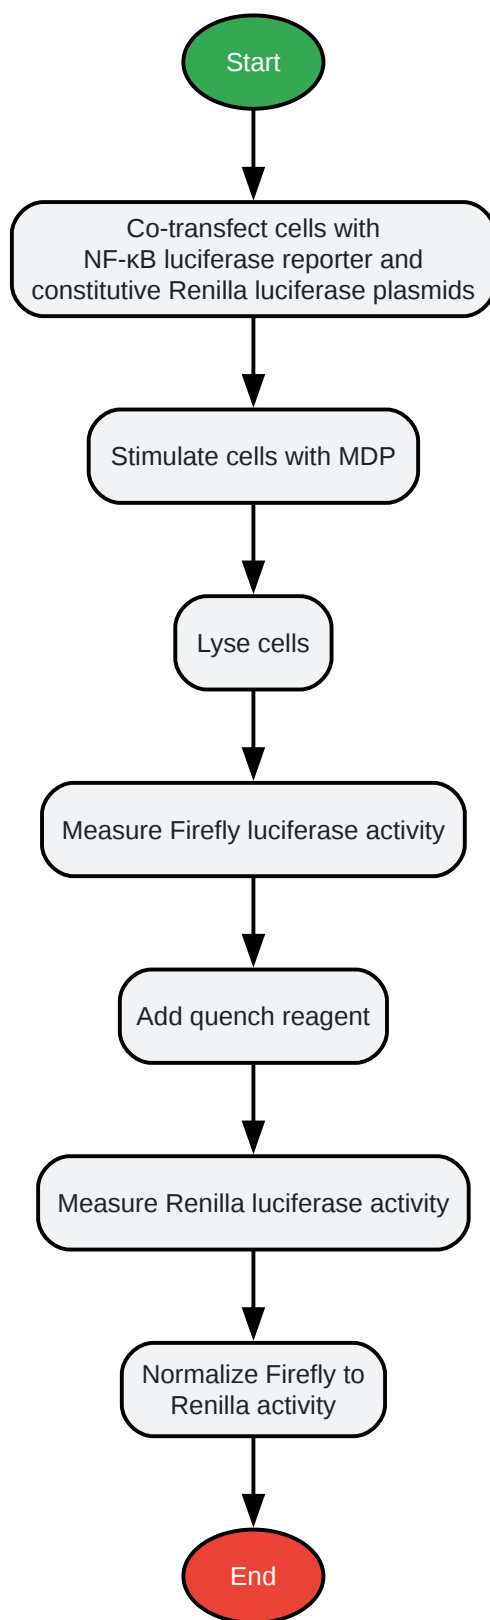 Start
Co-transfect cells with
NF-κB luciferase reporter and
constitutive Renilla luciferase plasmids
Stimulate cells with MDP
Lyse cells
Measure Firefly luciferase activity
Add quench reagent
Measure Renilla luciferase activity
Normalize Firefly to
Renilla activity
End